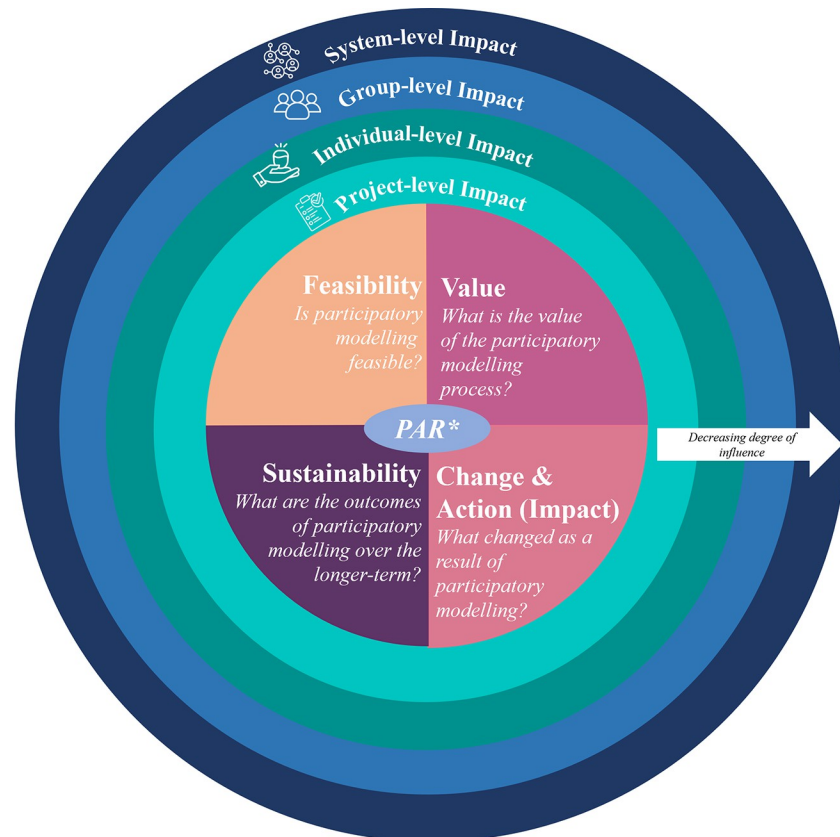 System-level Impact
Group-level Impact
Individual-level Impact
Project-level Impact
Feasibility
Is participatory
modelling
feasible?
Value
What is the value
of the participatory
modelling
process?
PAR*
Sustainability
What are the outcomes
of participatory
modelling over the
longer-term?
Change &
Action (Impact)
What changed as a
result of
participatory
modelling?
Decreasing degree of
influence